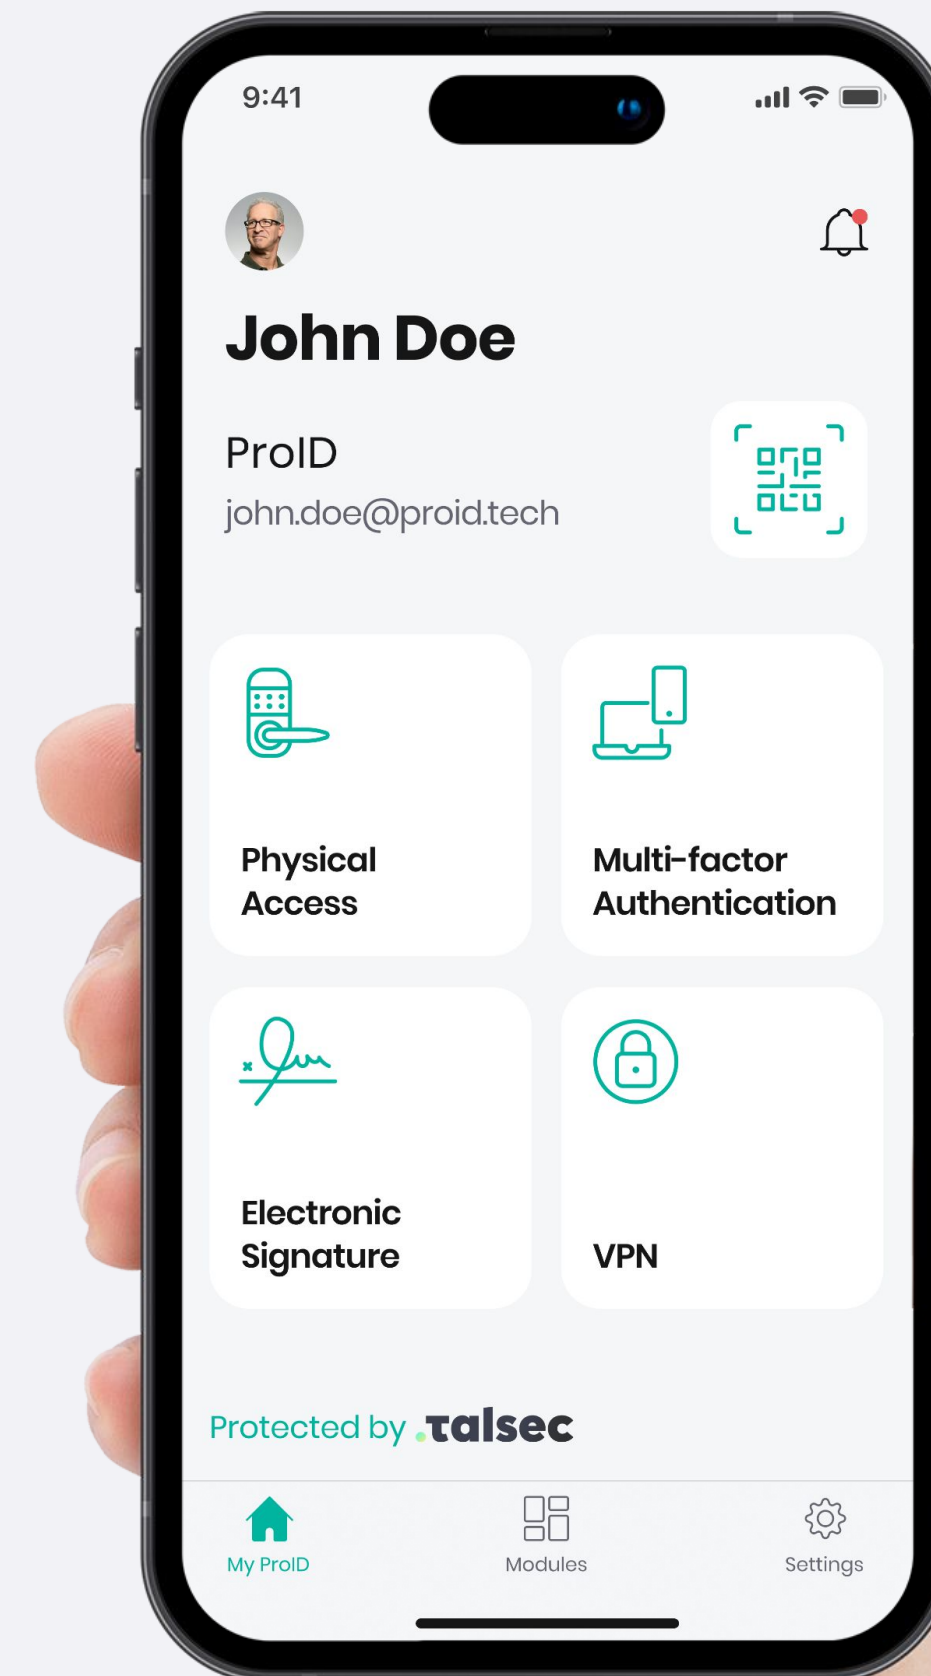 9:41
John Doe
ProID
john.doe@proid.tech
Physical
Access
Multi-factor
Authentication
Electronic
Signature
VPN
Protected by .talsec
My ProID
Modules
Settings